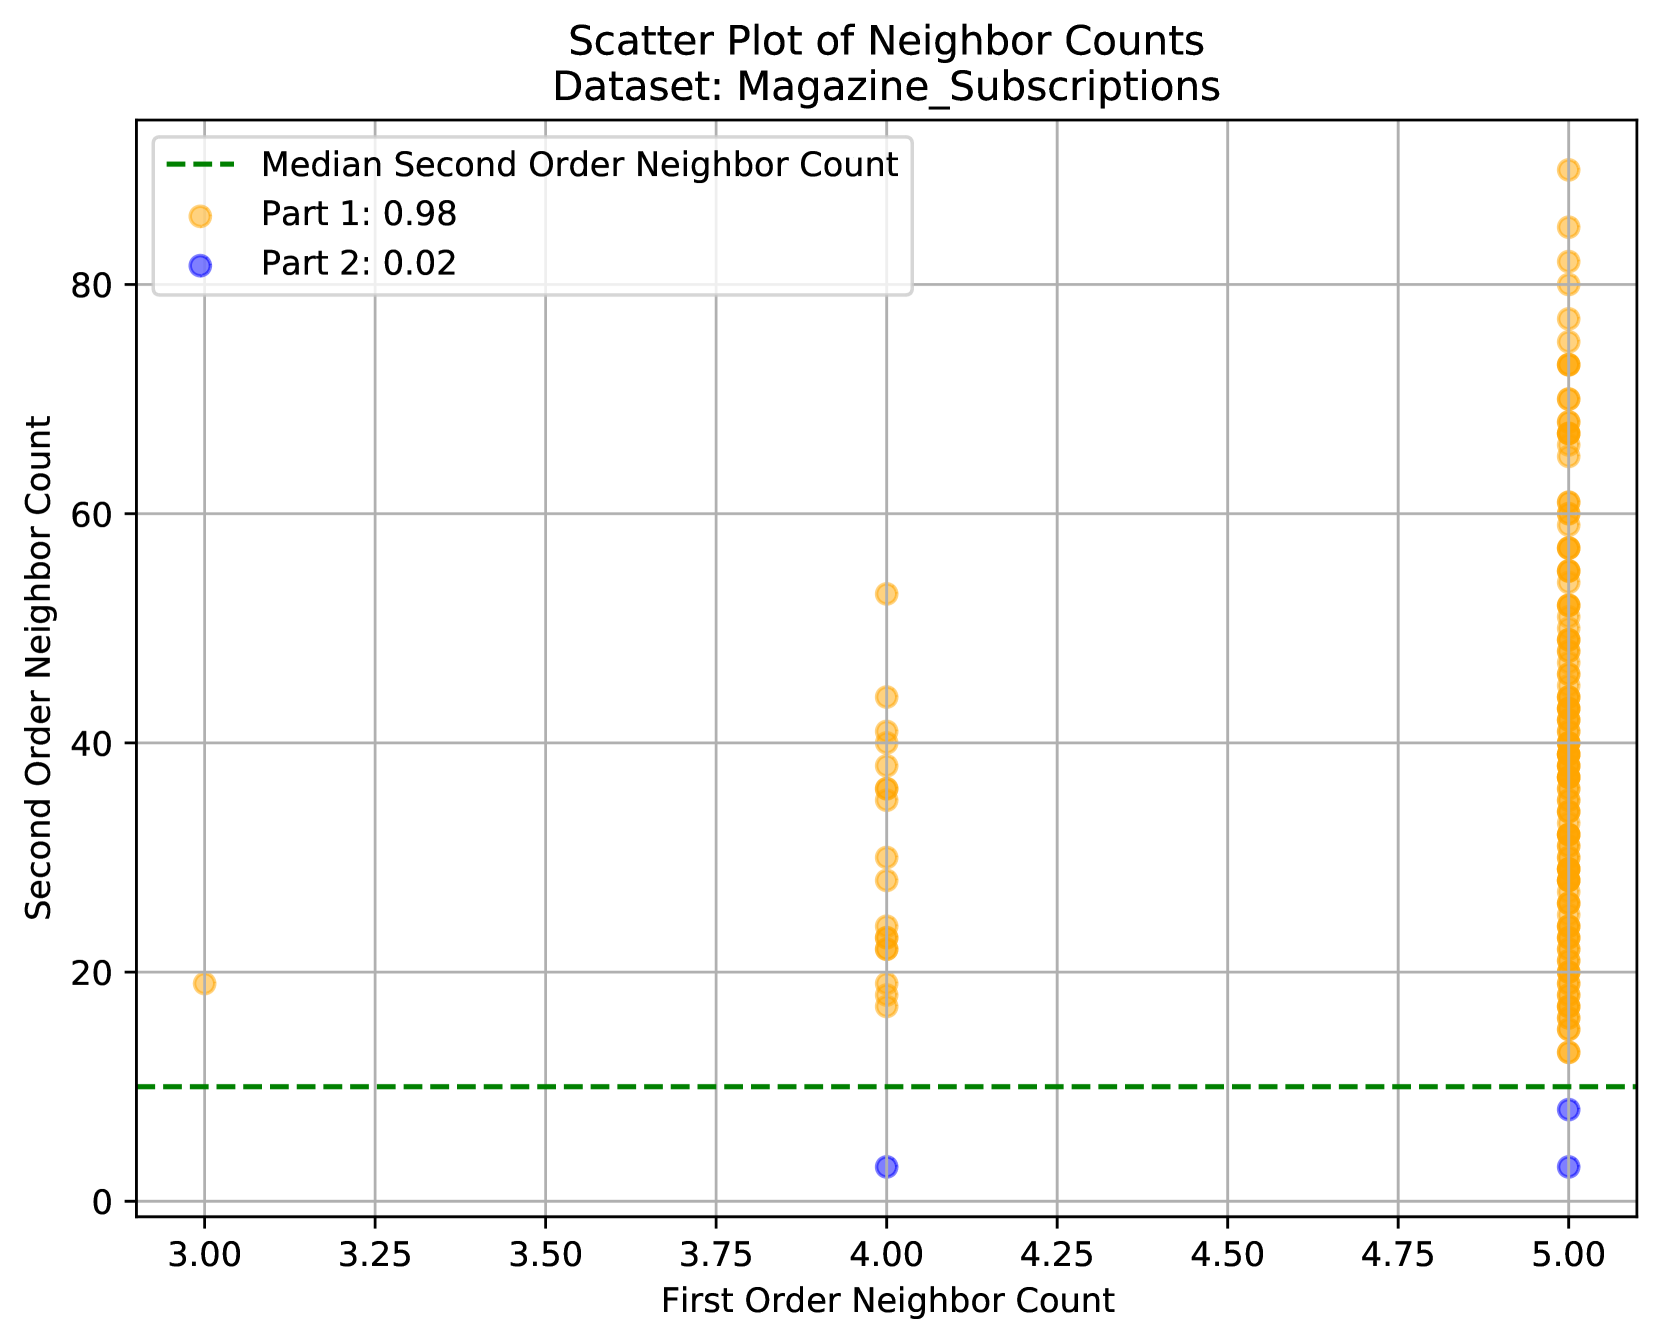 Scatter Plot of Neighbor Counts
Dataset: Magazine_Subscriptions
Median Second Order Neighbor Count
Part 1: 0.98
Part 2: 0.02
Second Order Neighbor Count
80
60
40
20
0
3.00 3.25 3.50 3.75 4.00 4.25 4.50 4.75 5.00
First Order Neighbor Count